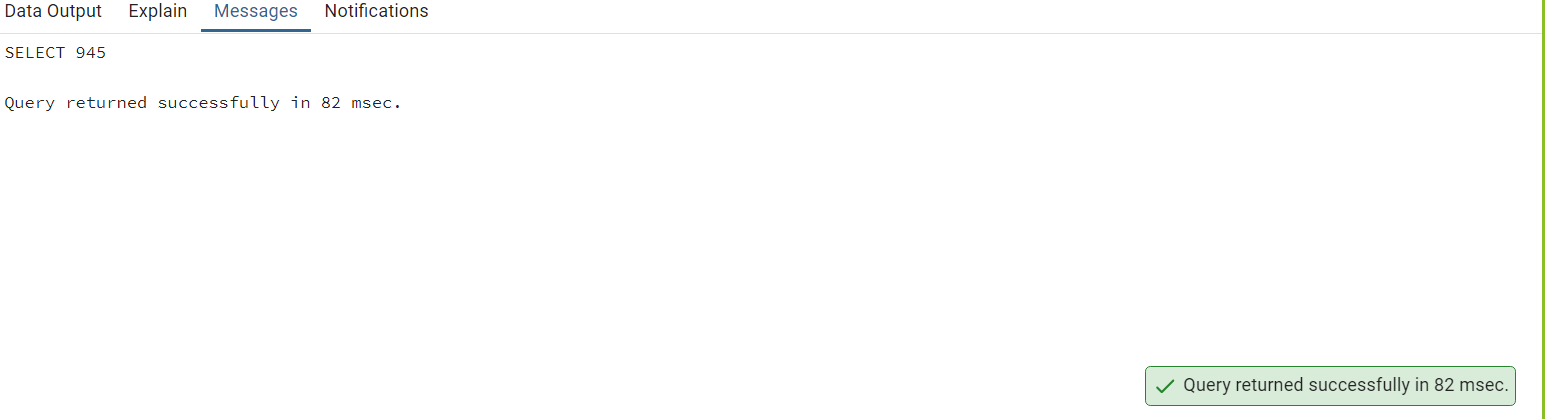 Data Output Explain Messages Notifications
SELECT 945
Query returned successfully in 82 msec.
Query returned successfully in 82 msec.